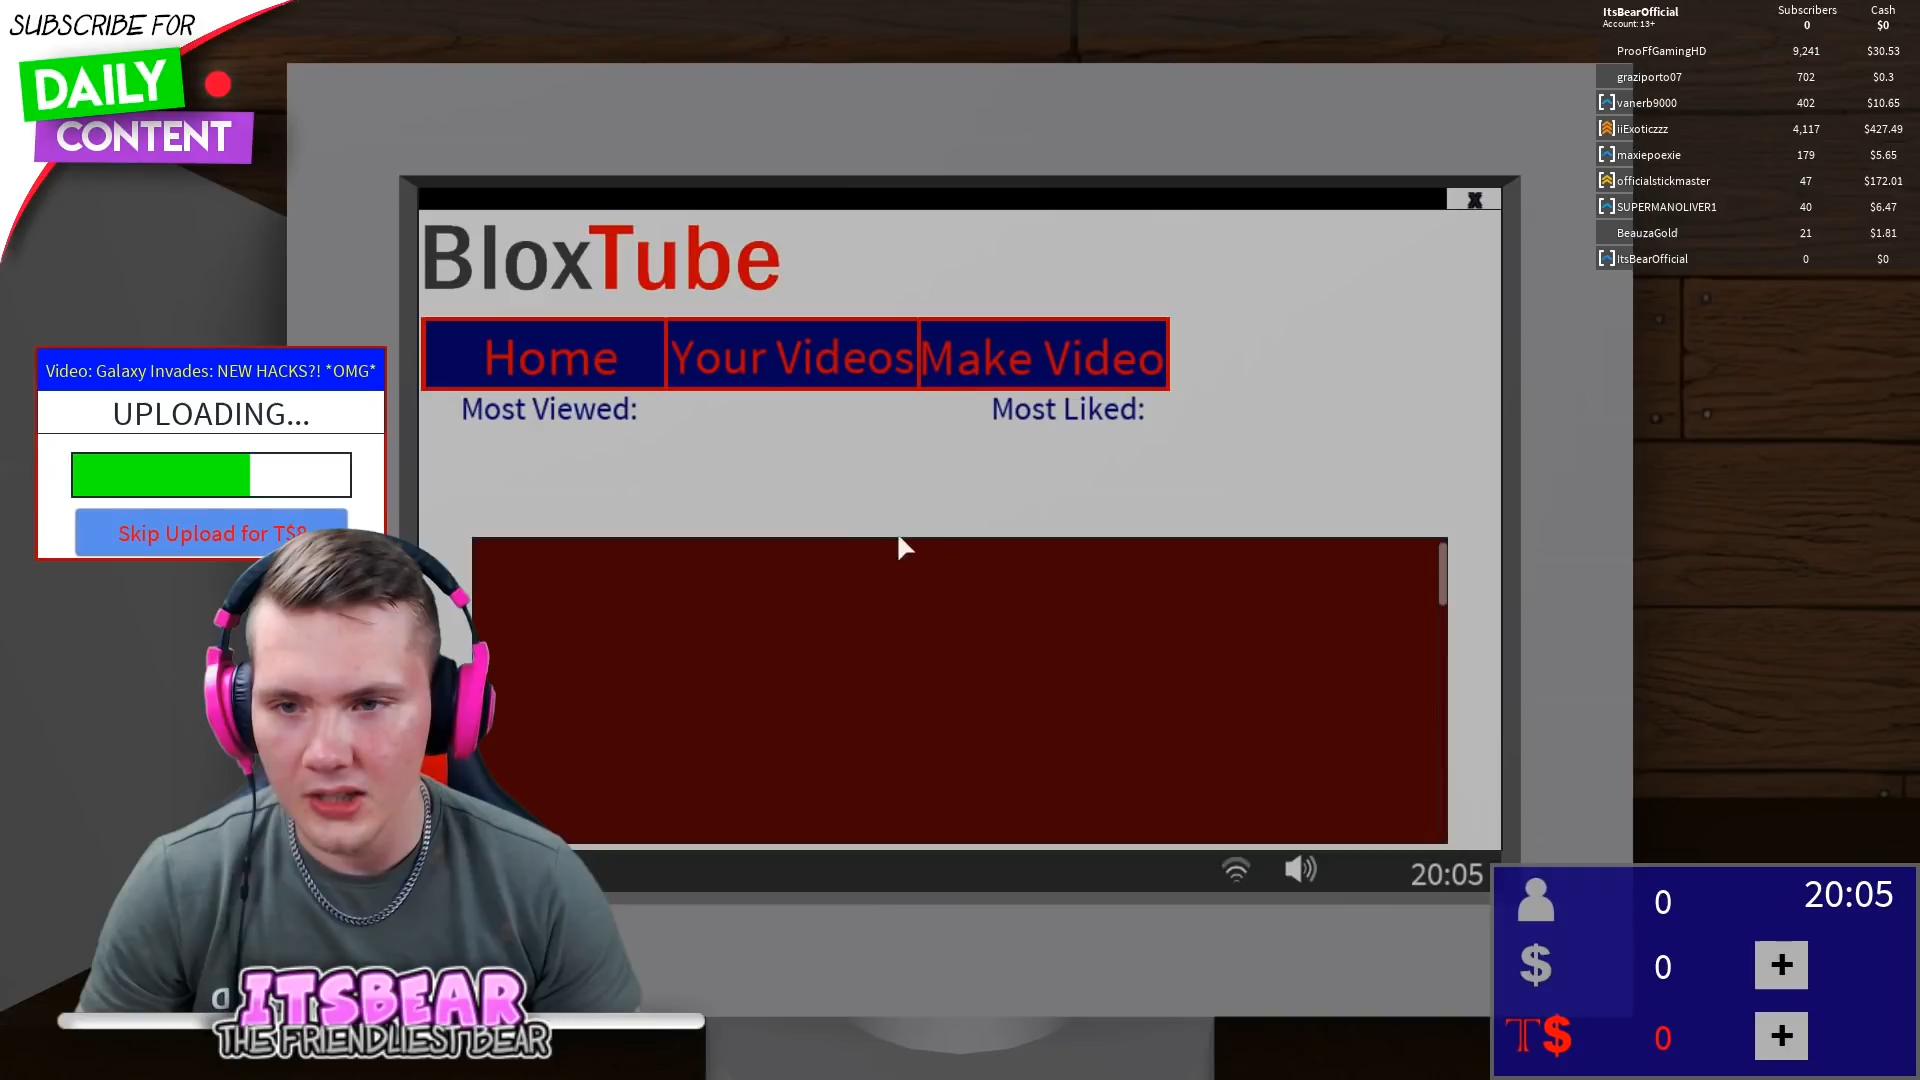 SUBSCRIBE FOR
DAILY
CONTENT
ItsBearOfficial
Account: 13+
Subscribers
0
Cash
$0
ProoFfGamingHD 9,241 $30.53
graziporto07 702 $0.3
vanerb9000 402 $10.65
iiExoticzzz 4,117 $427.49
maxiepoexie 179 $5.65
officialstickmaster 47 $172.01
SUPERMANOLIVER1 40 $6.47
BeauzaGold 21 $1.81
ItsBearOfficial 0 $0
X
BloxTube
Home Your Videos Make Video
Most Viewed: Most Liked:
Video: Galaxy Invades: NEW HACKS?! *OMG*
UPLOADING...
Skip Upload for T$8
20:05
0 20:05
$ 0 +
T$ 0 +
ITSBEAR
THE FRIENDLIEST BEAR